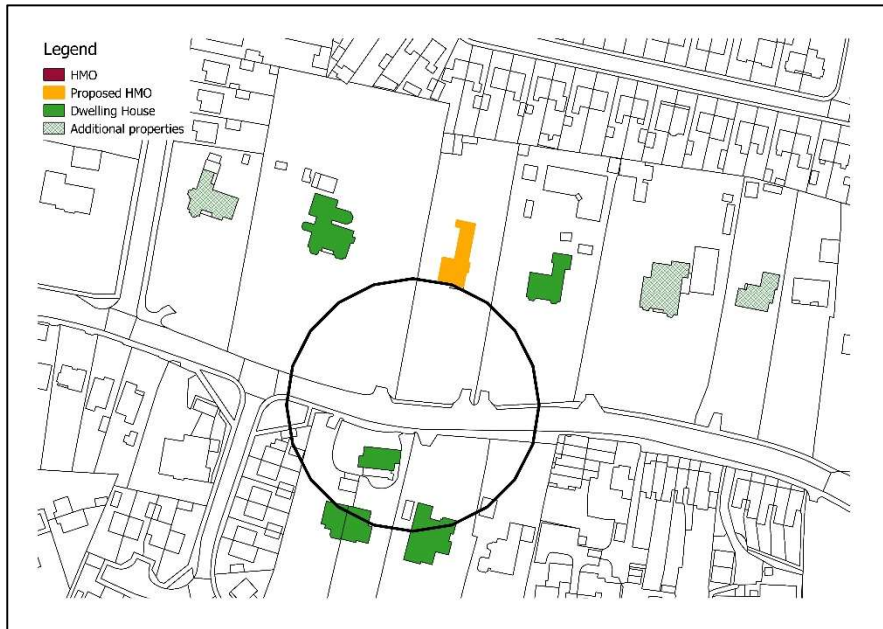 Legend
HMO
Proposed HMO
Dwelling House
Additional properties